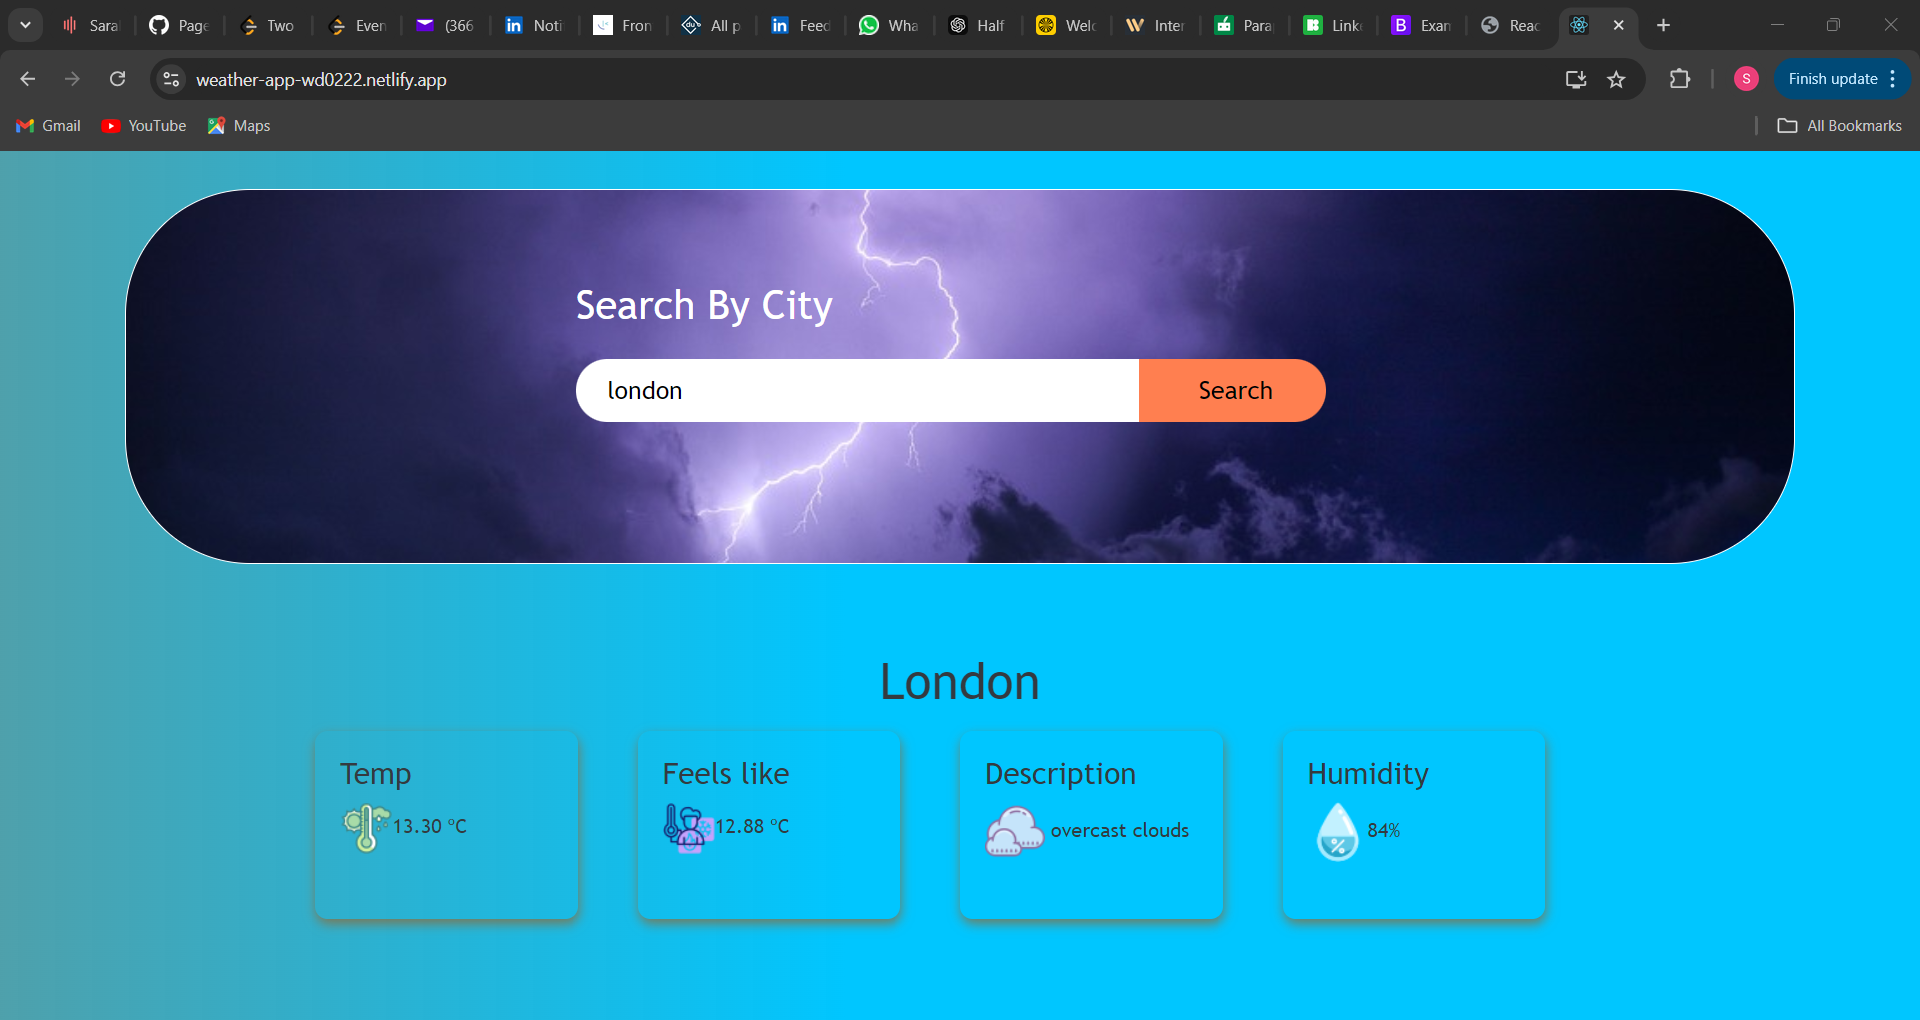 Sara Page Two Even (366 Noti Fron All p Feed Wha Half Welc Inter Para Link Exan Reac
weather-app-wd0222.netlify.app S Finish update
Gmail YouTube Maps All Bookmarks
Search By City
london Search
London
Temp Feels like Description Humidity
13.30 °C 12.88 °C overcast clouds 84%